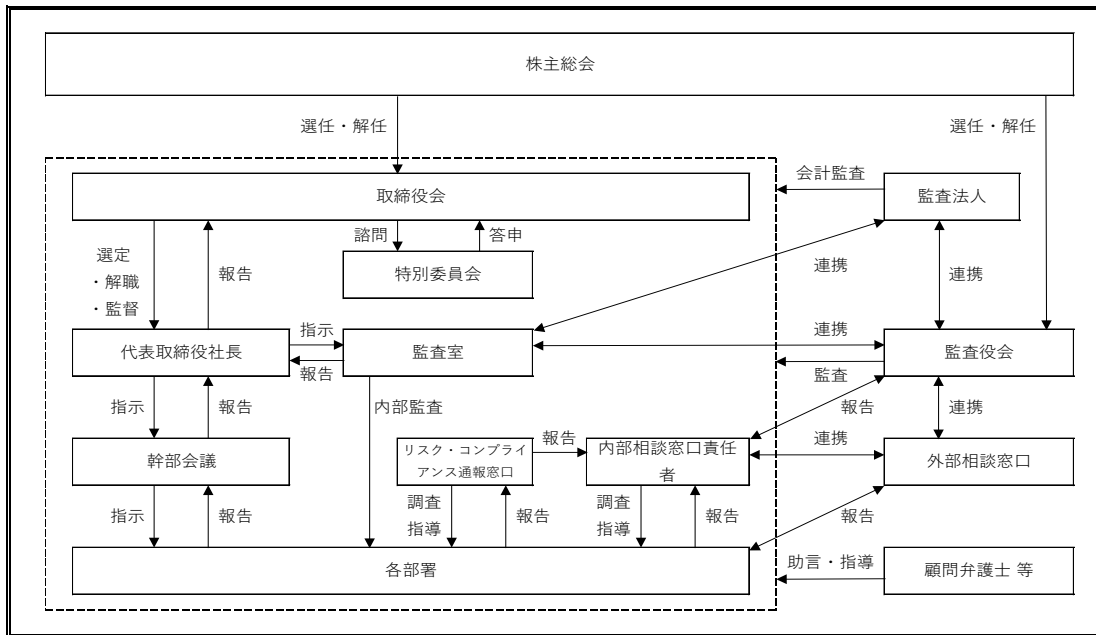 株主総会
選任・解任
選任・解任
取締役会
会計監査
監査法人
諮問
答申
選定
・解職
・監督
報告
特別委員会
連携
連携
代表取締役社長
指示
報告
監査室
連携
監査
監査役会
指示
報告
内部監査
報告
連携
幹部会議
リスク・コンプライ
アンス通報窓口
報告
内部相談窓口責任
者
連携
外部相談窓口
指示
報告
調査
指導
報告
調査
指導
報告
報告
各部署
助言・指導
顧問弁護士 等